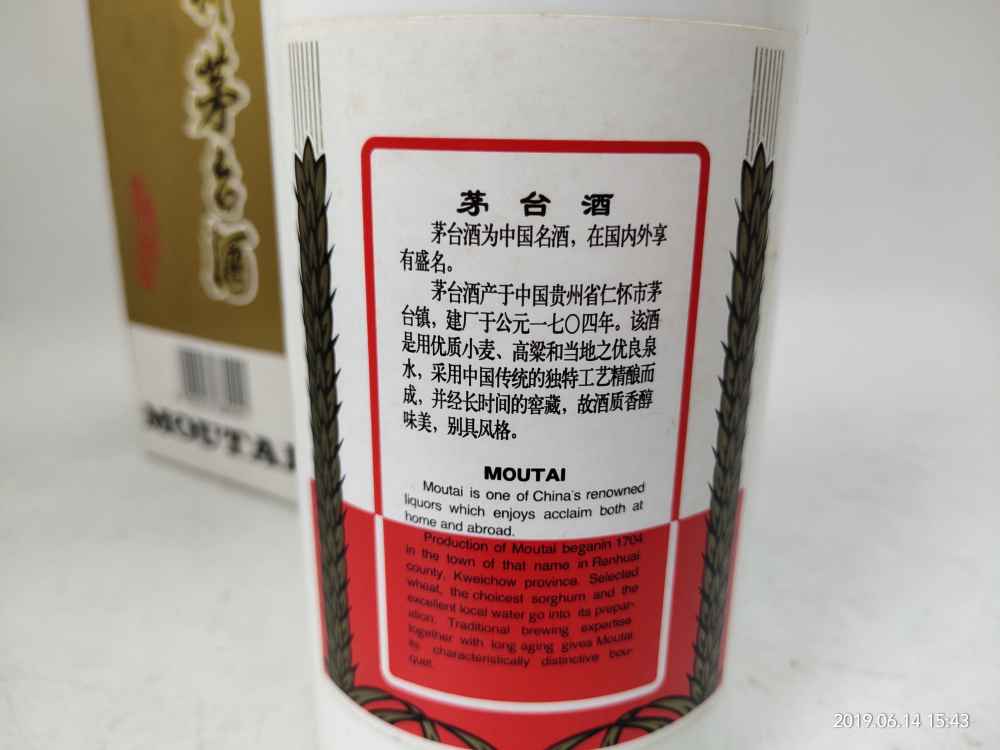 茅台酒
MOUTAI
茅台酒
茅台酒为中国名酒，在国内外享
有盛名。
茅台酒产于中国贵州省仁怀市茅
台镇，建厂于公元一七〇四年。该酒
是用优质小麦、高粱和当地之优良泉
水，采用中国传统的独特工艺精酿而
成，并经长时间的窖藏，故酒质香醇
味美，别具风格。
MOUTAI
Moutai is one of China's renowned
liquors which enjoys acclaim both at
home and abroad.
Production of Moutai beganin 1704
in the town of that name in Renhuai
county, Kweichow province. Selected
wheat, the choicest sorghum and the
excellent local water go into its prepar-
ation. Traditional brewing expertise
together with long aging gives Moutai
its characteristically distinctive bou-
quet.
2019.06.14 15:43